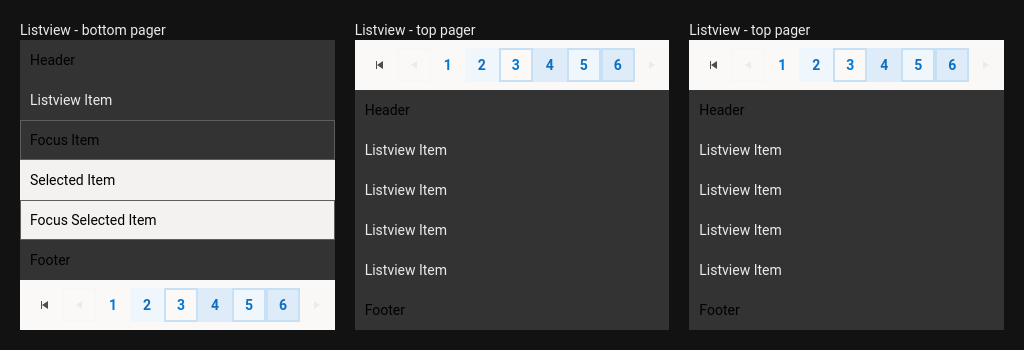 Listview - bottom pager
Header
Listview Item
Focus Item
Selected Item
Focus Selected Item
Footer
1 2 3 4 5 6
Listview - top pager
1 2 3 4 5 6
Header
Listview Item
Listview Item
Listview Item
Listview Item
Footer
Listview - top pager
1 2 3 4 5 6
Header
Listview Item
Listview Item
Listview Item
Listview Item
Footer